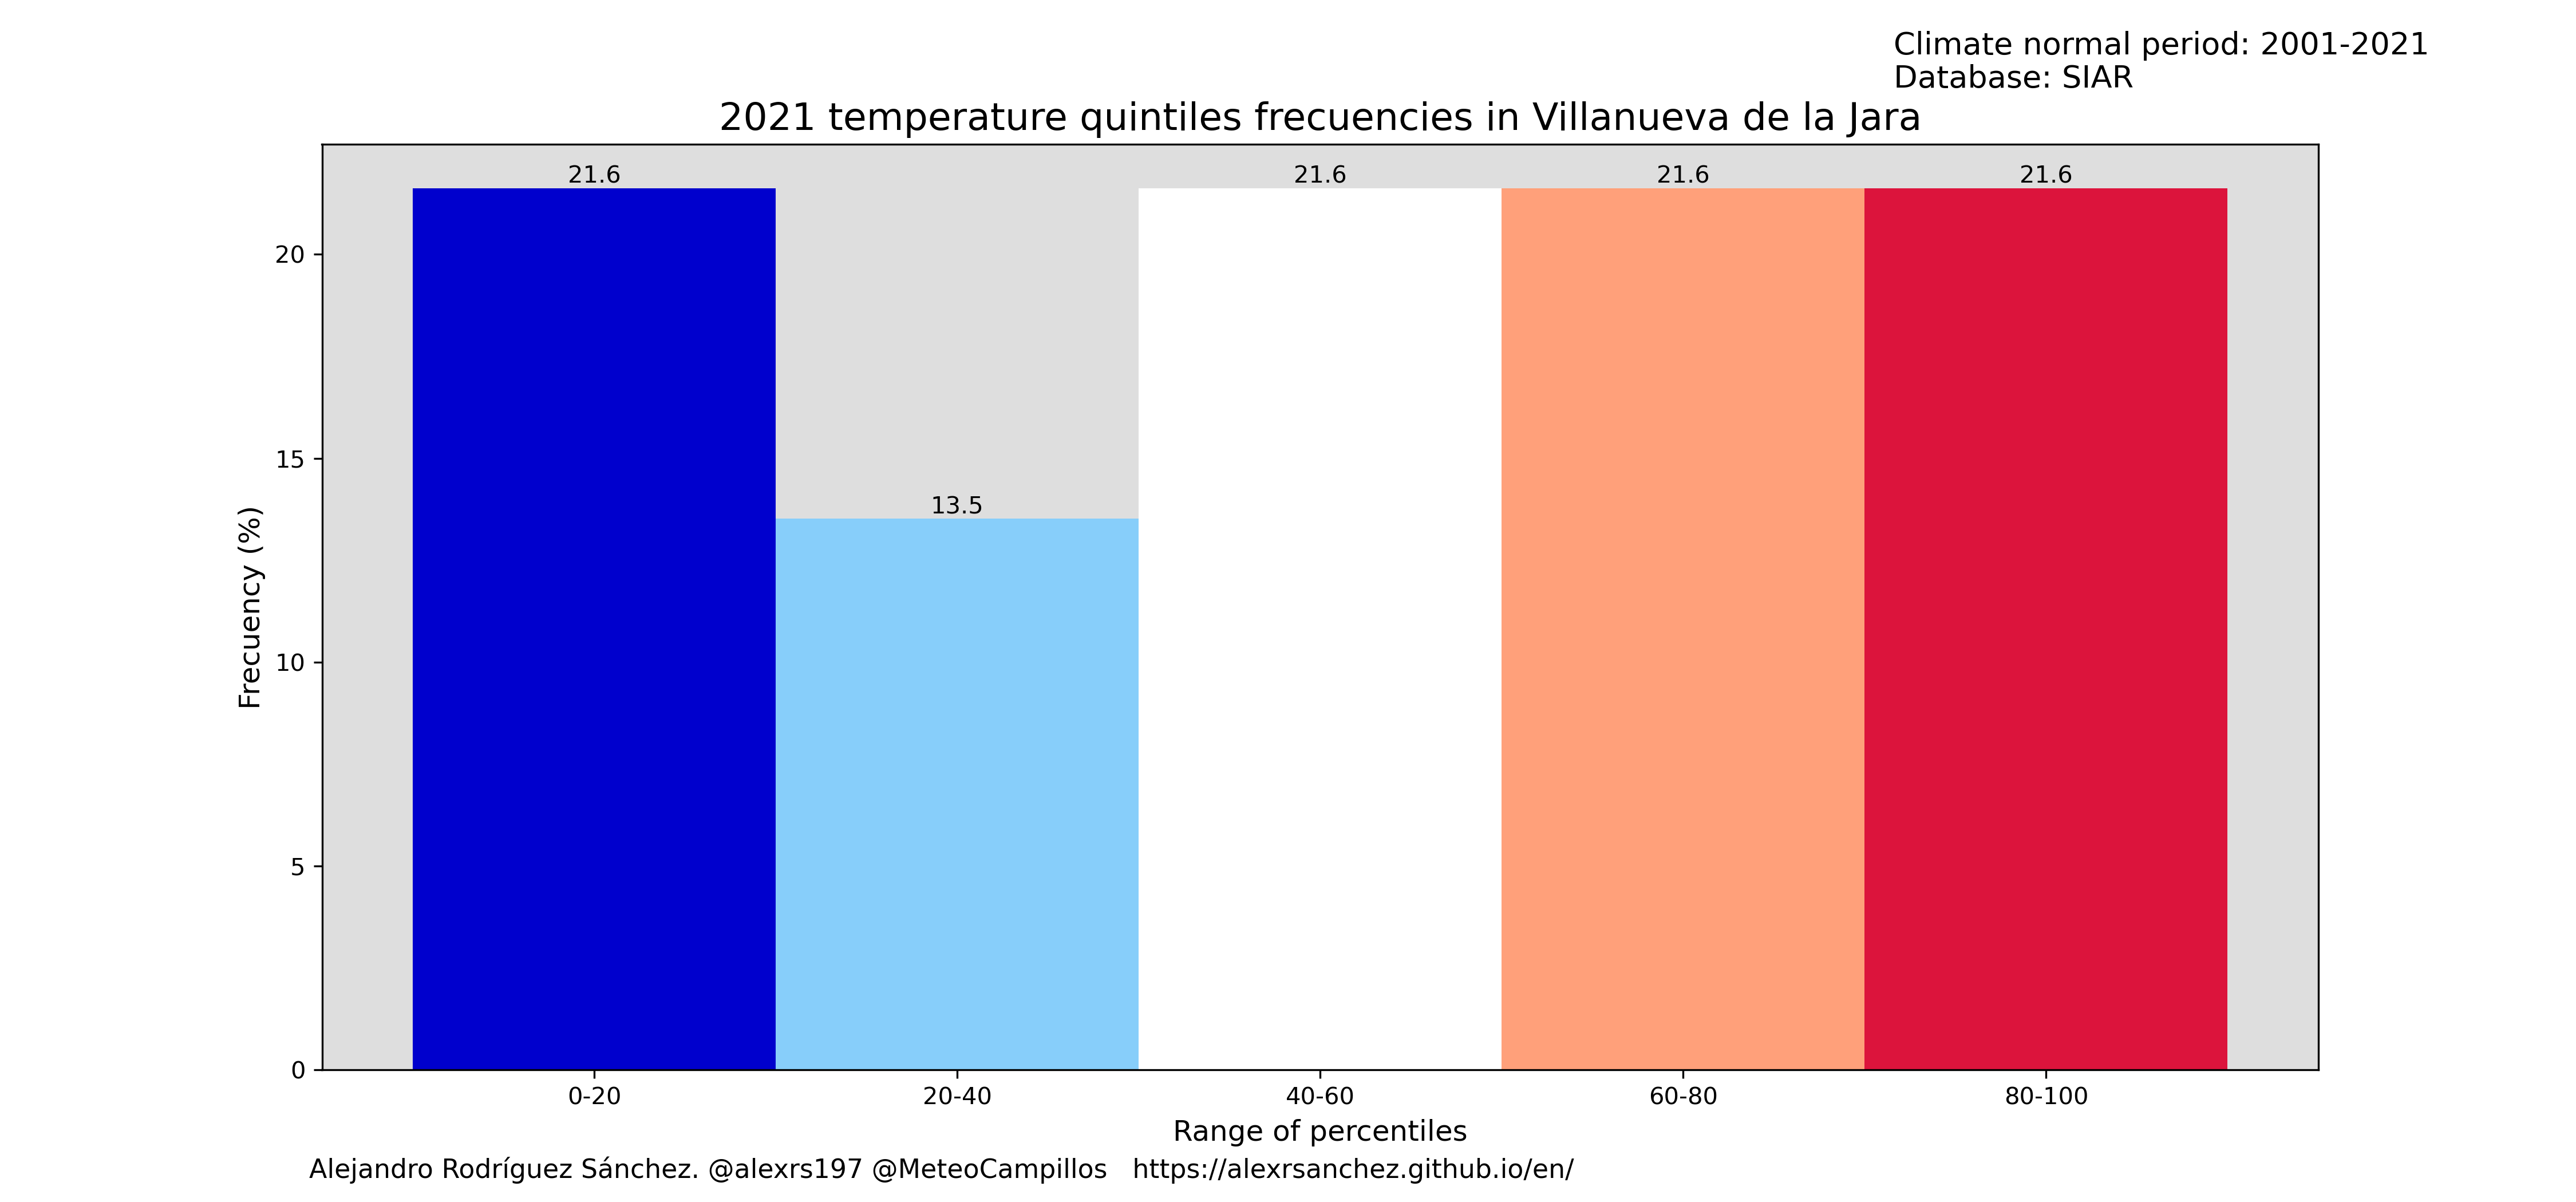 Climate normal period: 2001-2021
Database: SIAR
2021 temperature quintiles frecuencies in Villanueva de la Jara
21.6
21.6
21.6
21.6
20
15
13.5
Frecuency (%)
10
5
0
0-20
20-40
40-60
60-80
80-100
Range of percentiles
Alejandro Rodríguez Sánchez. @alexrs197 @MeteoCampillos   https://alexrsanchez.github.io/en/